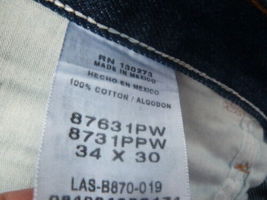 RN 130273
MADE IN MEXICO
HECHO EN MEXICO
100% COTTON / ALGODON
87631PW
8731PPW
34 X 30
LAS-B870-019